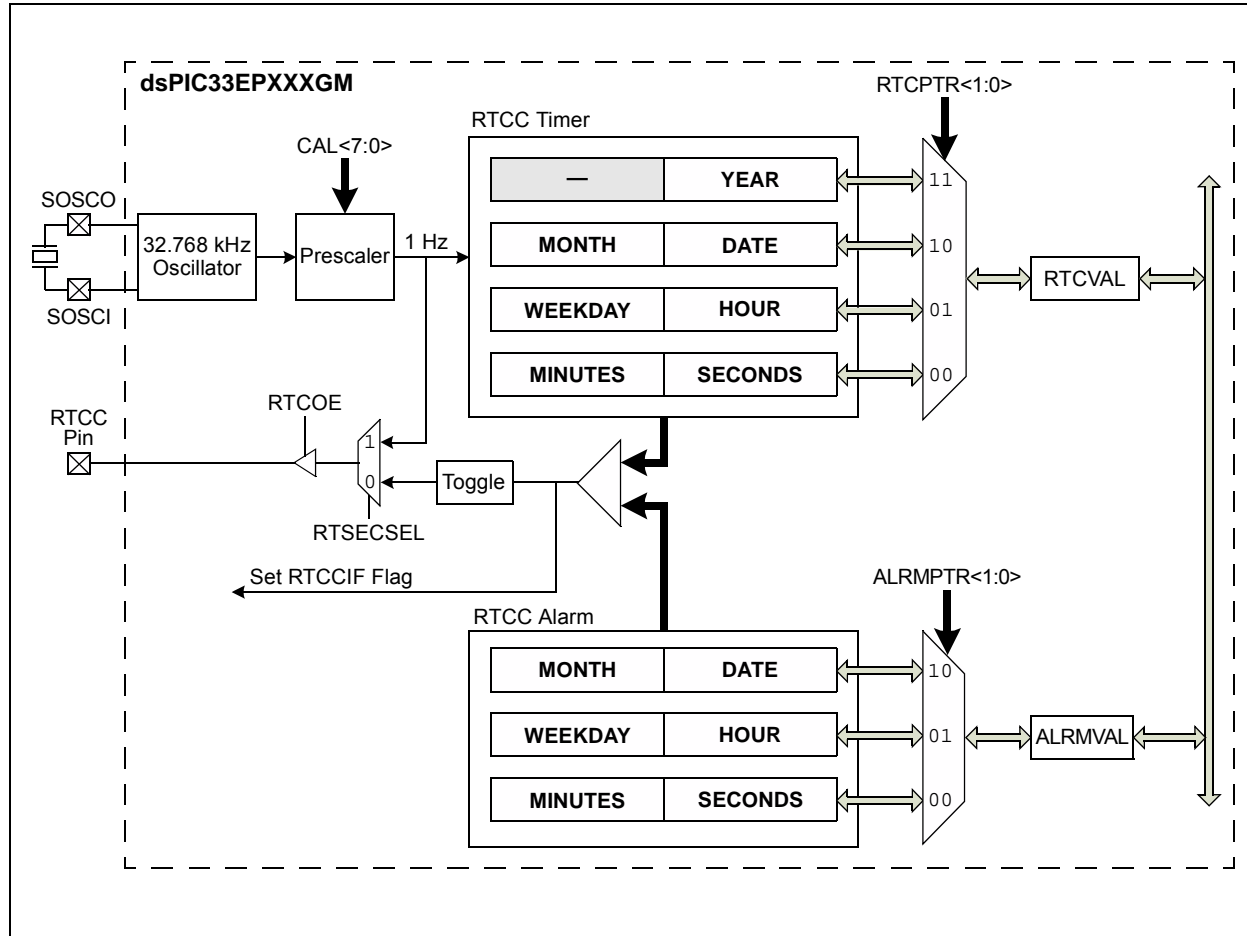 dsPIC33EPXXXGM
RTCPTR<1:0>
RTCC Timer
CAL<7:0>
— YEAR 11
SOSCO
32.768 kHz
Oscillator
Prescaler
1 Hz
MONTH DATE 10
RTCVAL
SOSCI
WEEKDAY HOUR 01
MINUTES SECONDS 00
RTCOE
RTCC
Pin
1
0
Toggle
RTSECSEL
Set RTCCIF Flag
ALRMPTR<1:0>
RTCC Alarm
MONTH DATE 10
WEEKDAY HOUR 01
ALRMVAL
MINUTES SECONDS 00